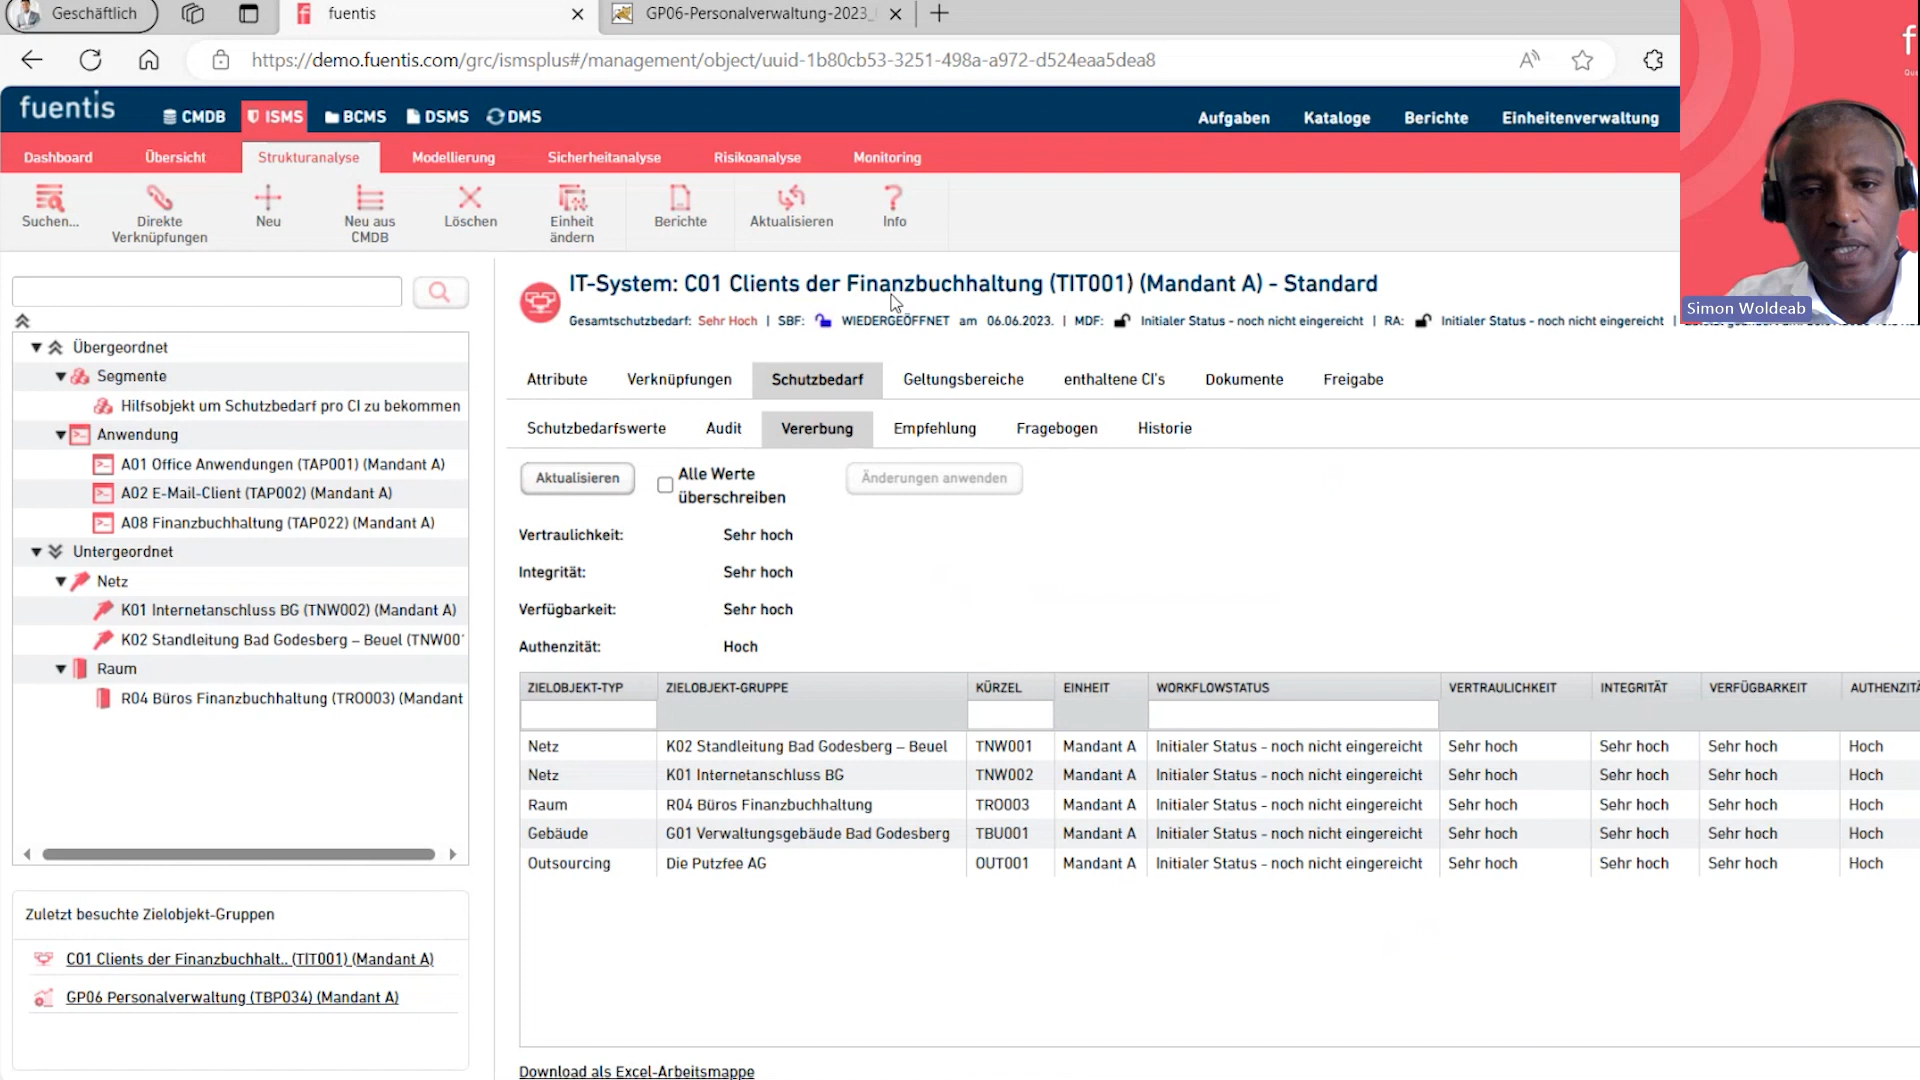 Geschäftlich
fuentis
GP06-Personalverwaltung-2023_
https://demo.fuentis.com/grc/ismsplus#/management/object/uuid-1b80cb53-3251-498a-a972-d524eaa5dea8
fuentis
CMDB ISMS BCMS DSMS DMS
Aufgaben Kataloge Berichte Einheitenverwaltung
Dashboard Übersicht Strukturanalyse Modellierung Sicherheitanalyse Risikoanalyse Monitoring
Suchen... Direkte Verknüpfungen Neu Neu aus CMDB Löschen Einheit ändern Berichte Aktualisieren Info
Simon Woldeab
Übergeordnet
Segmente
Hilfsobjekt um Schutzbedarf pro CI zu bekommen
Anwendung
A01 Office Anwendungen (TAP001) (Mandant A)
A02 E-Mail-Client (TAP002) (Mandant A)
A08 Finanzbuchhaltung (TAP022) (Mandant A)
Untergeordnet
Netz
K01 Internetanschluss BG (TNW002) (Mandant A)
K02 Standleitung Bad Godesberg – Beuel (TNW00
Raum
R04 Büros Finanzbuchhaltung (TRO003) (Mandant
Zuletzt besuchte Zielobjekt-Gruppen
C01 Clients der Finanzbuchhalt.. (TIT001) (Mandant A)
GP06 Personalverwaltung (TBP034) (Mandant A)
IT-System: C01 Clients der Finanzbuchhaltung (TIT001) (Mandant A) - Standard
Gesamtschutzbedarf: Sehr Hoch | SBF: WIEDERGEÖFFNET am 06.06.2023. | MDF: Initialer Status - noch nicht eingereicht | RA: Initialer Status - noch nicht eingereicht |
Attribute Verknüpfungen Schutzbedarf Geltungsbereiche enthaltene CI's Dokumente Freigabe
Schutzbedarfswerte Audit Vererbung Empfehlung Fragebogen Historie
Aktualisieren Alle Werte überschreiben Änderungen anwenden
Vertraulichkeit: Sehr hoch
Integrität: Sehr hoch
Verfügbarkeit: Sehr hoch
Authenzität: Hoch
ZIELOBJEKT-TYP ZIELOBJEKT-GRUPPE KÜRZEL EINHEIT WORKFLOWSTATUS VERTRAULICHKEIT INTEGRITÄT VERFÜGBARKEIT AUTHENZITÄ
Netz K02 Standleitung Bad Godesberg – Beuel TNW001 Mandant A Initialer Status - noch nicht eingereicht Sehr hoch Sehr hoch Sehr hoch Hoch
Netz K01 Internetanschluss BG TNW002 Mandant A Initialer Status - noch nicht eingereicht Sehr hoch Sehr hoch Sehr hoch Hoch
Raum R04 Büros Finanzbuchhaltung TRO003 Mandant A Initialer Status - noch nicht eingereicht Sehr hoch Sehr hoch Sehr hoch Hoch
Gebäude G01 Verwaltungsgebäude Bad Godesberg TBU001 Mandant A Initialer Status - noch nicht eingereicht Sehr hoch Sehr hoch Sehr hoch Hoch
Outsourcing Die Putzfee AG OUT001 Mandant A Initialer Status - noch nicht eingereicht Sehr hoch Sehr hoch Sehr hoch Hoch
Download als Excel-Arbeitsmappe